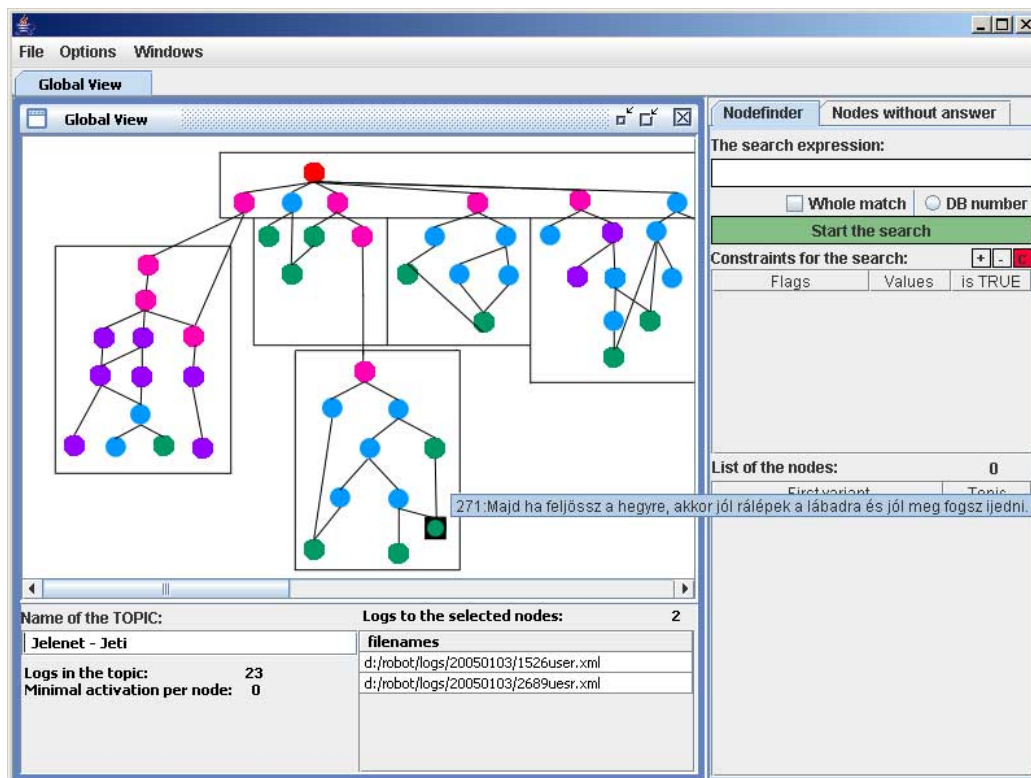 File Options Windows
Global View
Global View
Nodefinder Nodes without answer
The search expression:
Whole match DB number
Start the search
Constraints for the search: + - C
Flags Values is TRUE
List of the nodes: 0
First variant Topic
271:Majd ha feljössz a hegyre, akkor jól rálépek a lábadra és jól meg fogsz ijedni.
Name of the TOPIC:
Jelenet - Jeti
Logs in the topic: 23
Minimal activation per node: 0
Logs to the selected nodes: 2
filenames
d:/robot/logs/20050103/1526user.xml
d:/robot/logs/20050103/2689uesr.xml